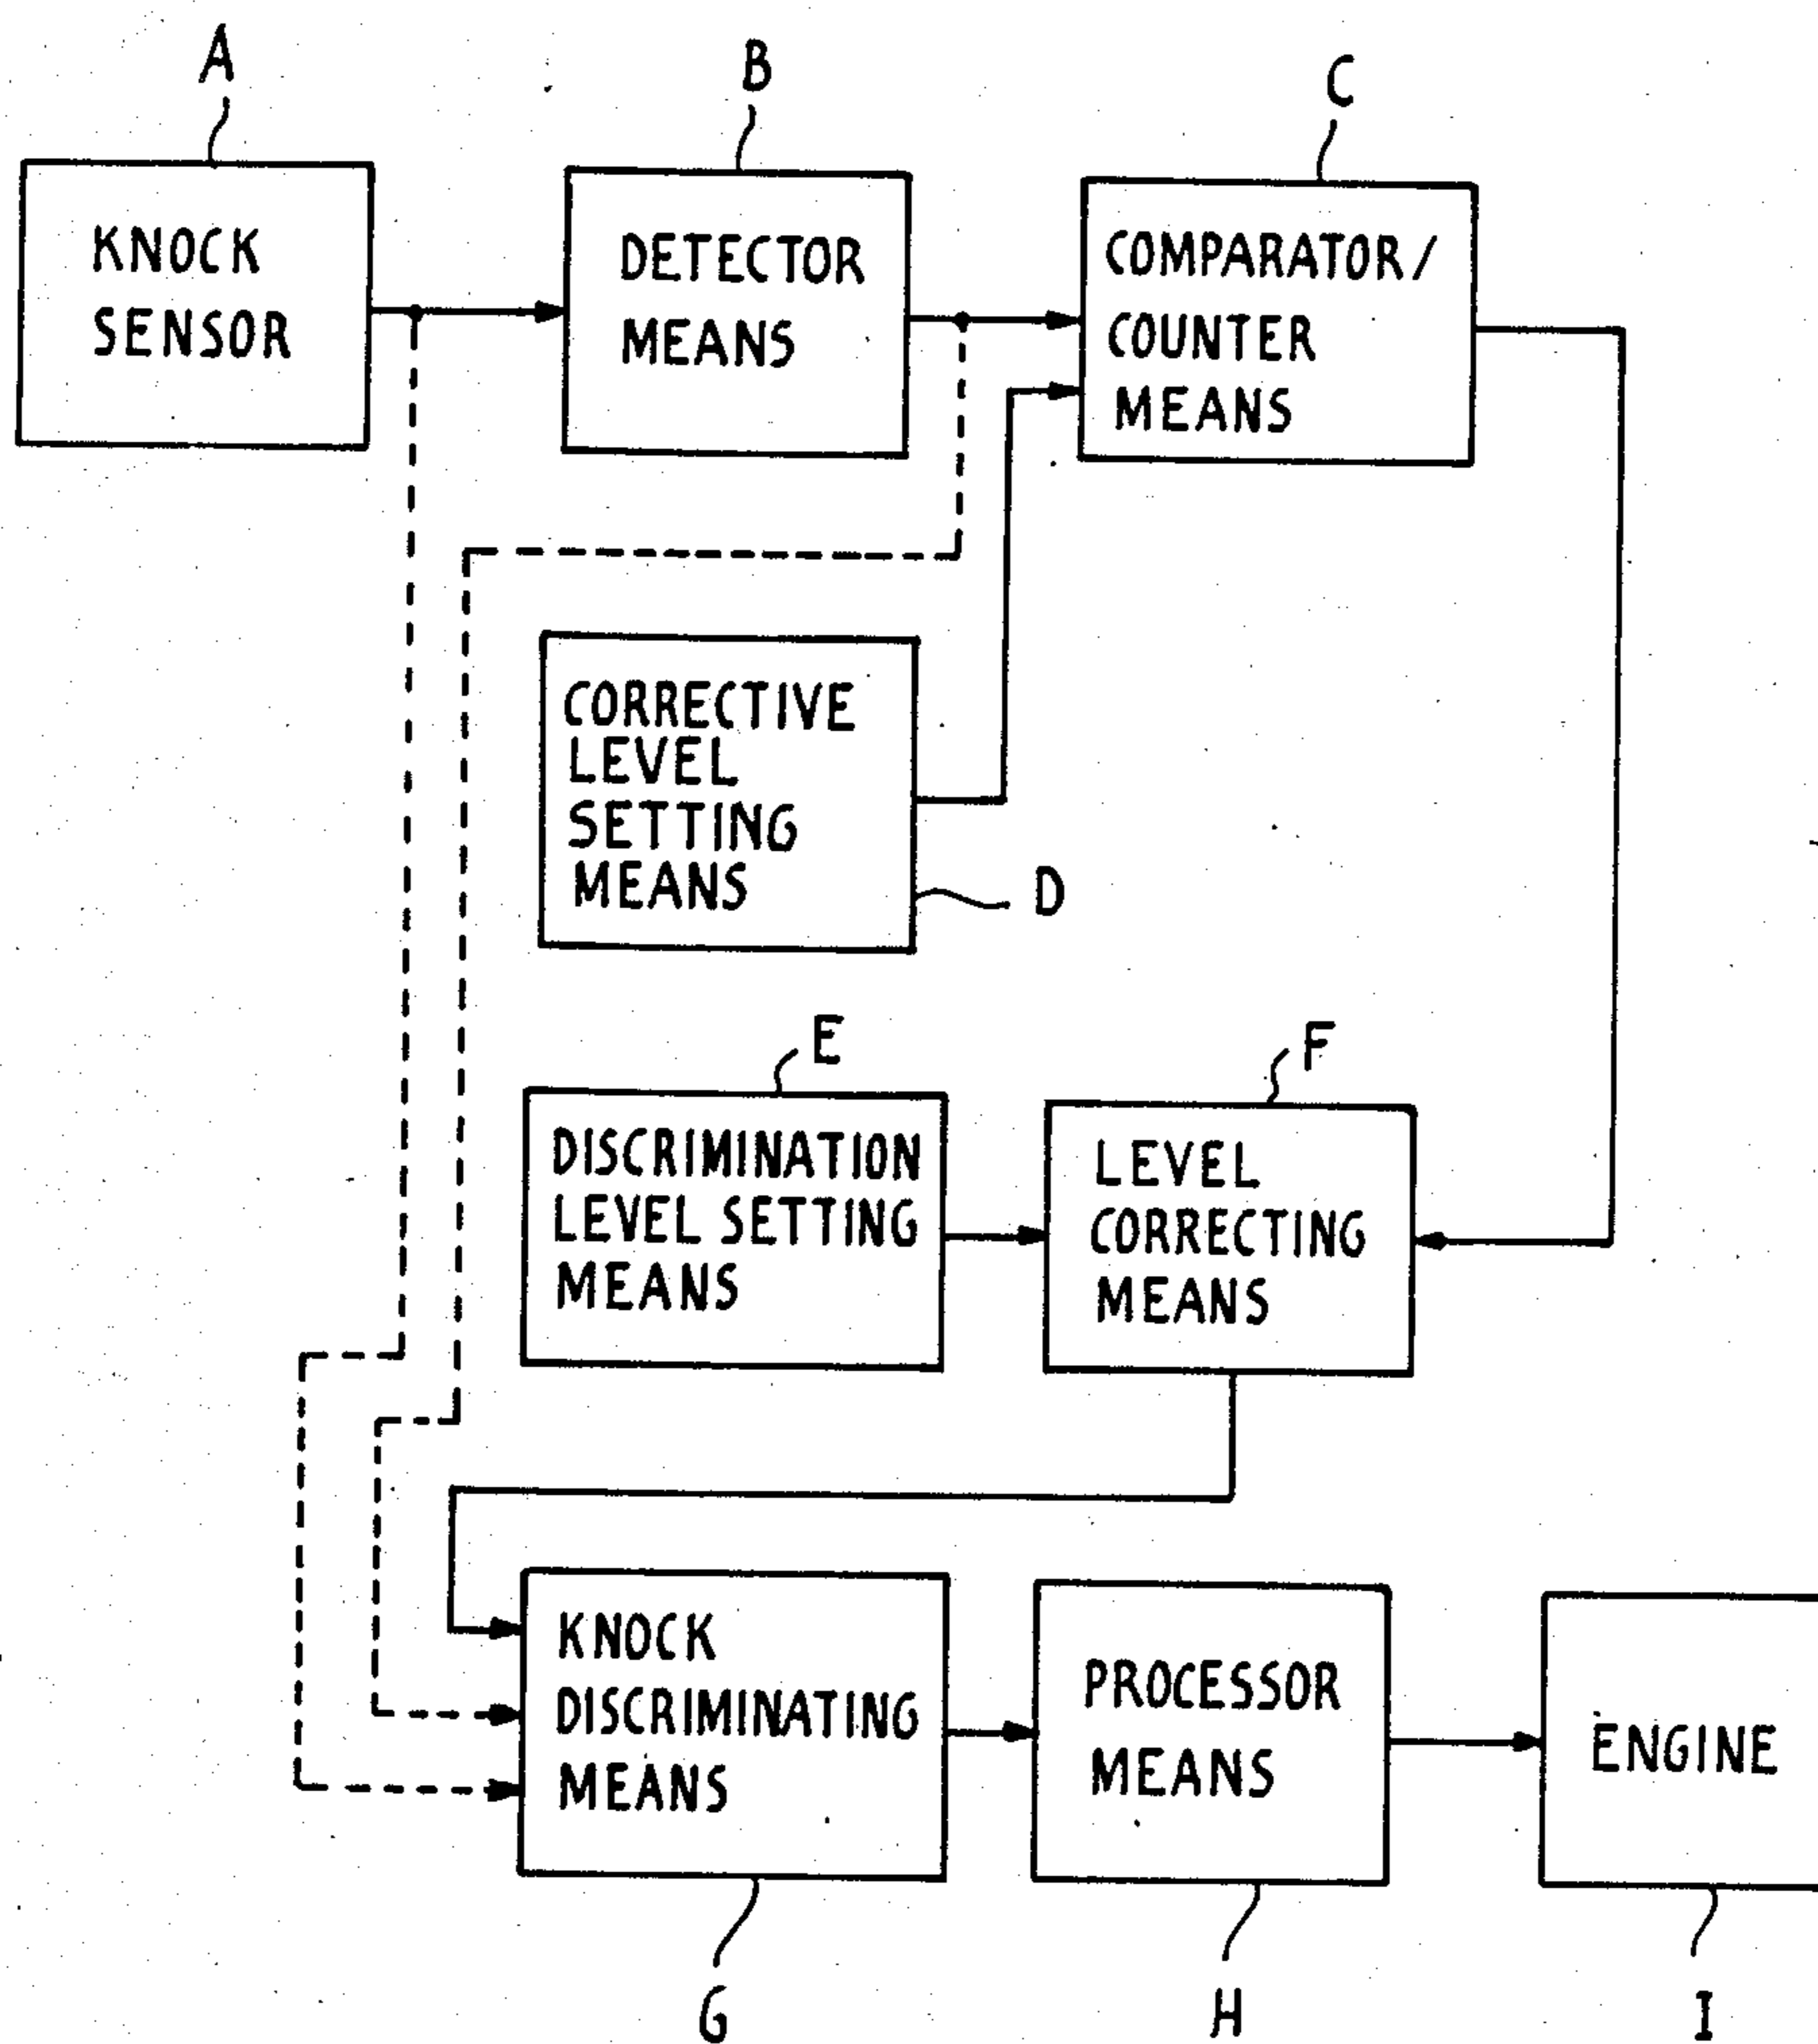 A
B
C
KNOCK
SENSOR
DETECTOR
MEANS
COMPARATOR/
COUNTER
MEANS
CORRECTIVE
LEVEL
SETTING
MEANS
D
E
F
DISCRIMINATION
LEVEL SETTING
MEANS
LEVEL
CORRECTING
MEANS
KNOCK
DISCRIMINATING
MEANS
PROCESSOR
MEANS
ENGINE
G
H
I